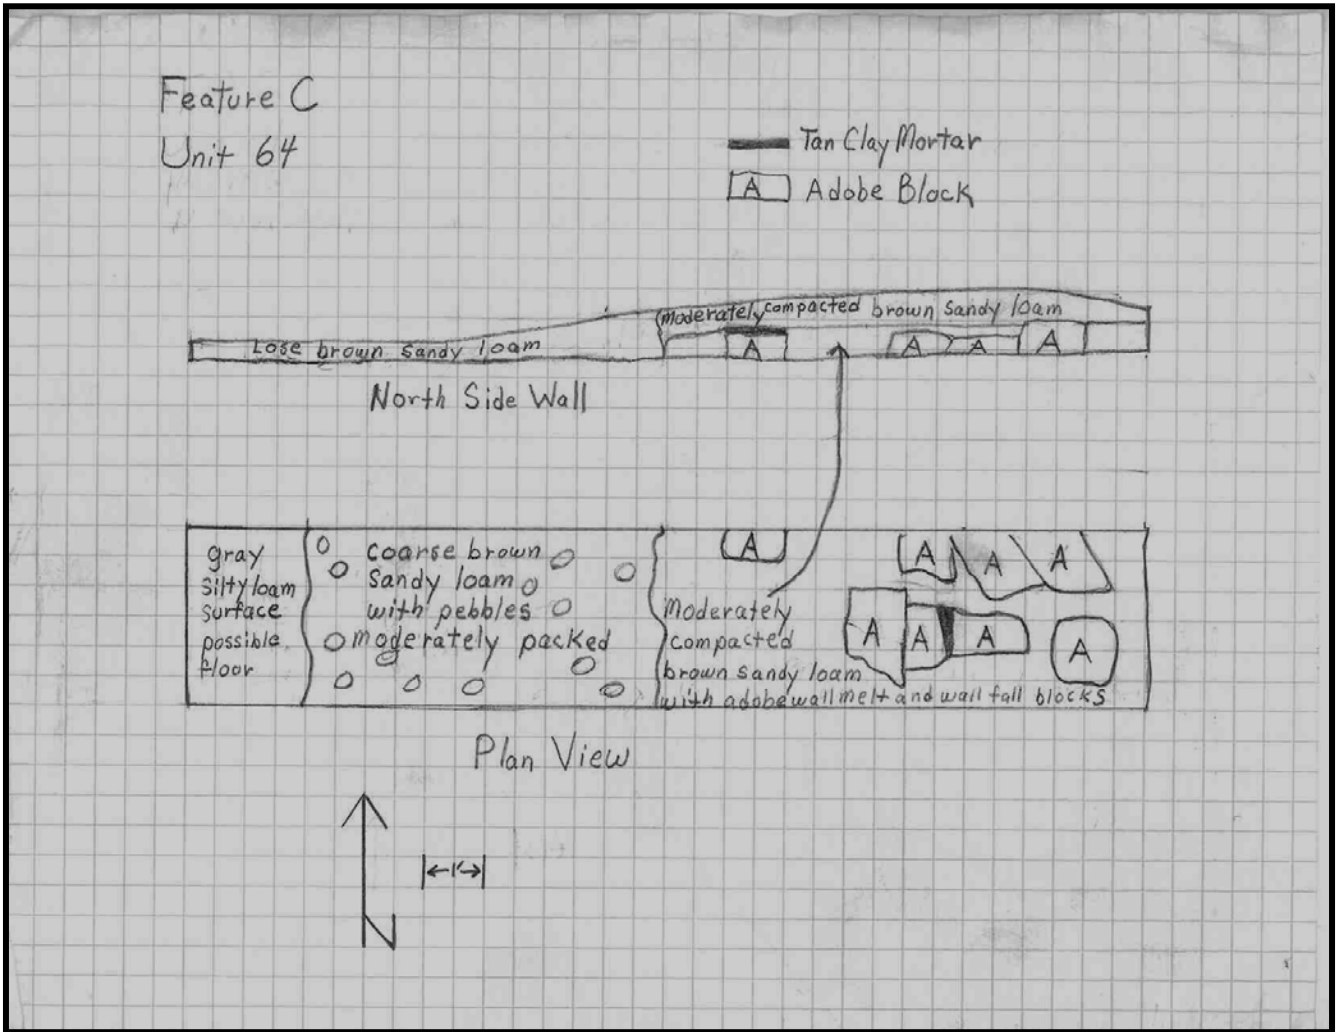 Feature C
Unit 64
Tan Clay Mortar
A Adobe Block
moderately compacted brown sandy loam
Lose brown sandy loam
A A A A
North Side Wall
gray
silty loam
surface
possible
floor
coarse brown
sandy loam
with pebbles
moderately packed
A A A A
A A A A
Moderately
compacted
brown sandy loam
with adobe wall melt and wall fall blocks
Plan View
1'
N